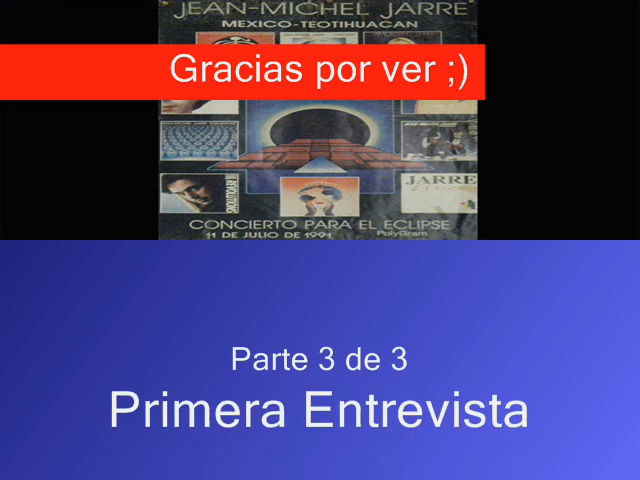 JEAN-MICHEL JARRE
MEXICO-TEOTIHUACAN
Gracias por ver ;)
JARRE
REVOLUTIONS
CONCIERTO PARA EL ECLIPSE
11 DE JULIO DE 1991
PolyGram
Parte 3 de 3
Primera Entrevista